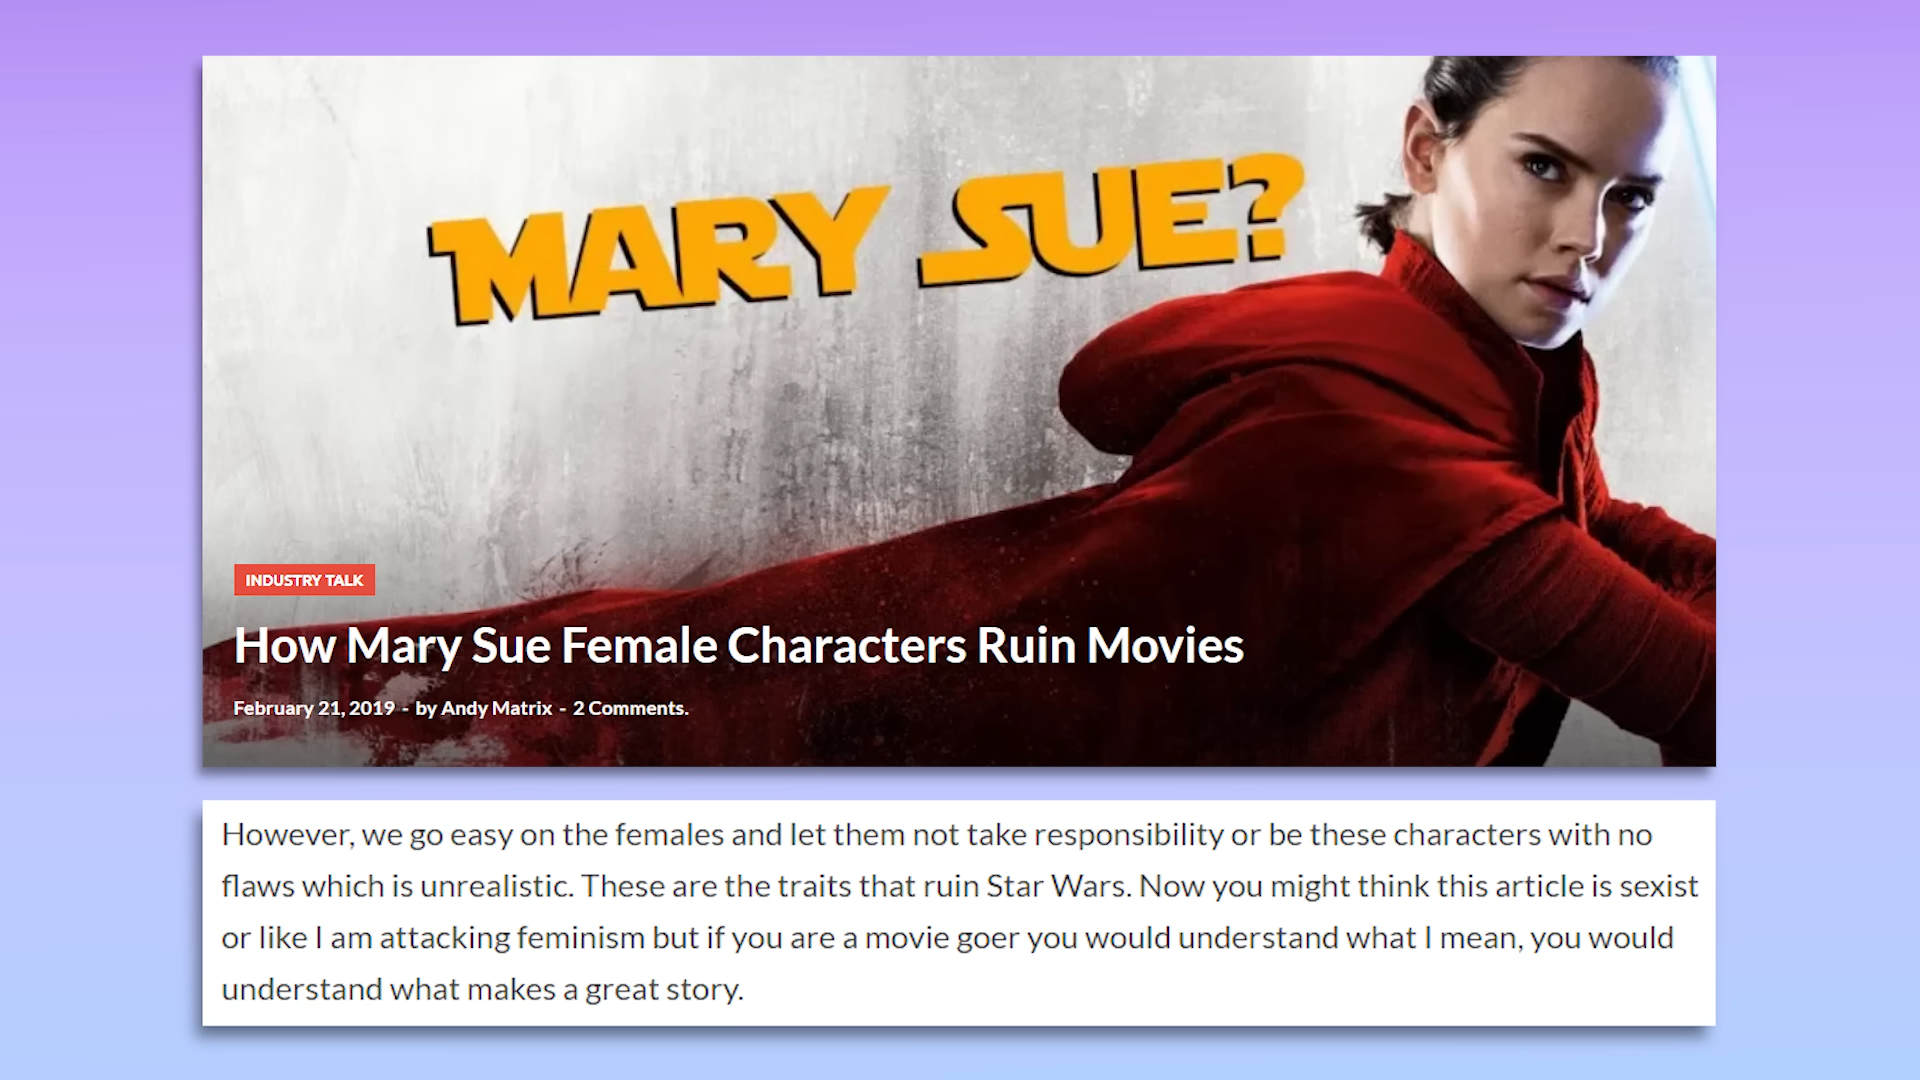 MARY SUE?
INDUSTRY TALK
How Mary Sue Female Characters Ruin Movies
February 21, 2019 - by Andy Matrix - 2 Comments.
However, we go easy on the females and let them not take responsibility or be these characters with no
flaws which is unrealistic. These are the traits that ruin Star Wars. Now you might think this article is sexist
or like I am attacking feminism but if you are a movie goer you would understand what I mean, you would
understand what makes a great story.